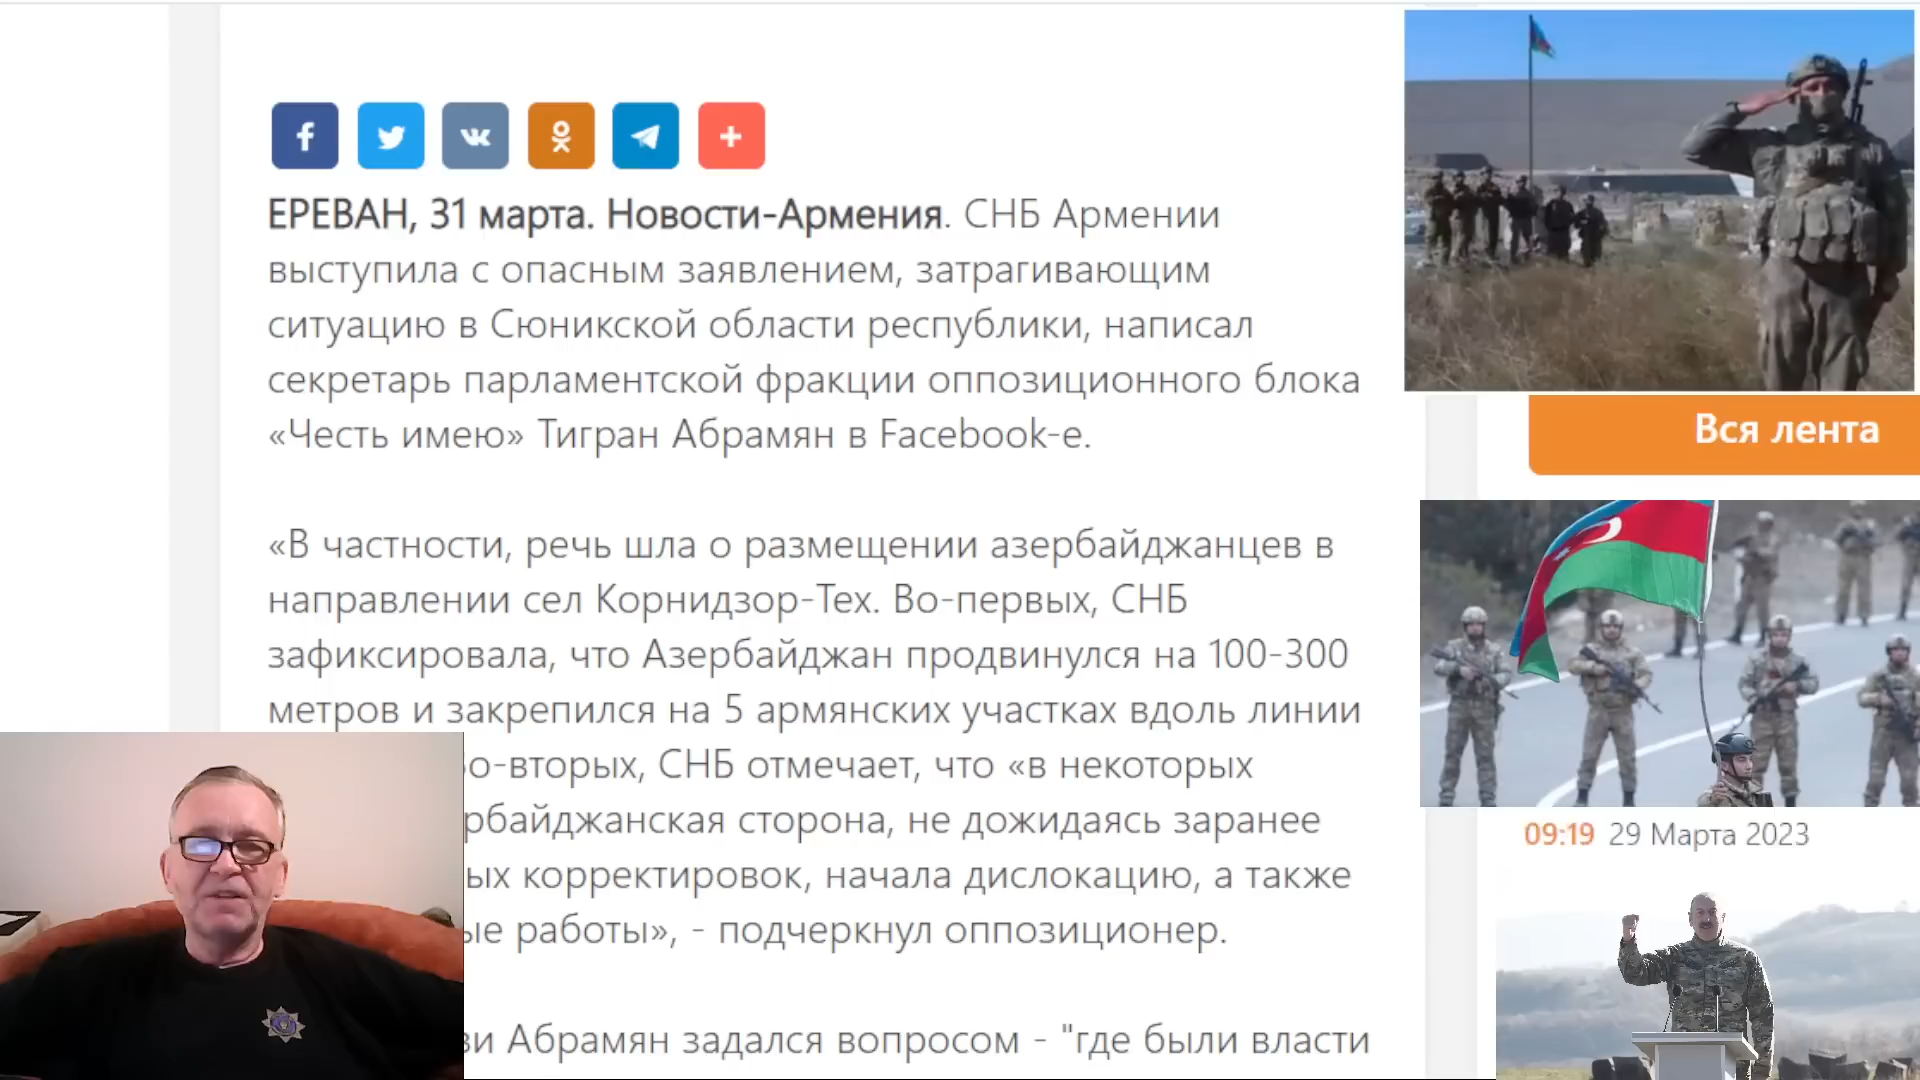 ЕРЕВАН, 31 марта. Новости-Армения. СНБ Армении
выступила с опасным заявлением, затрагивающим
ситуацию в Сюникской области республики, написал
секретарь парламентской фракции оппозиционного блока
«Честь имею» Тигран Абрамян в Facebook-е.
«В частности, речь шла о размещении азербайджанцев в
направлении сел Корнидзор-Тех. Во-первых, СНБ
зафиксировала, что Азербайджан продвинулся на 100-300
метров и закрепился на 5 армянских участках вдоль линии
о-вторых, СНБ отмечает, что «в некоторых
рбайджанская сторона, не дожидаясь заранее
ых корректировок, начала дислокацию, а также
ые работы», - подчеркнул оппозиционер.
зи Абрамян задался вопросом - "где были власти
Вся лента
09:19 29 Марта 2023